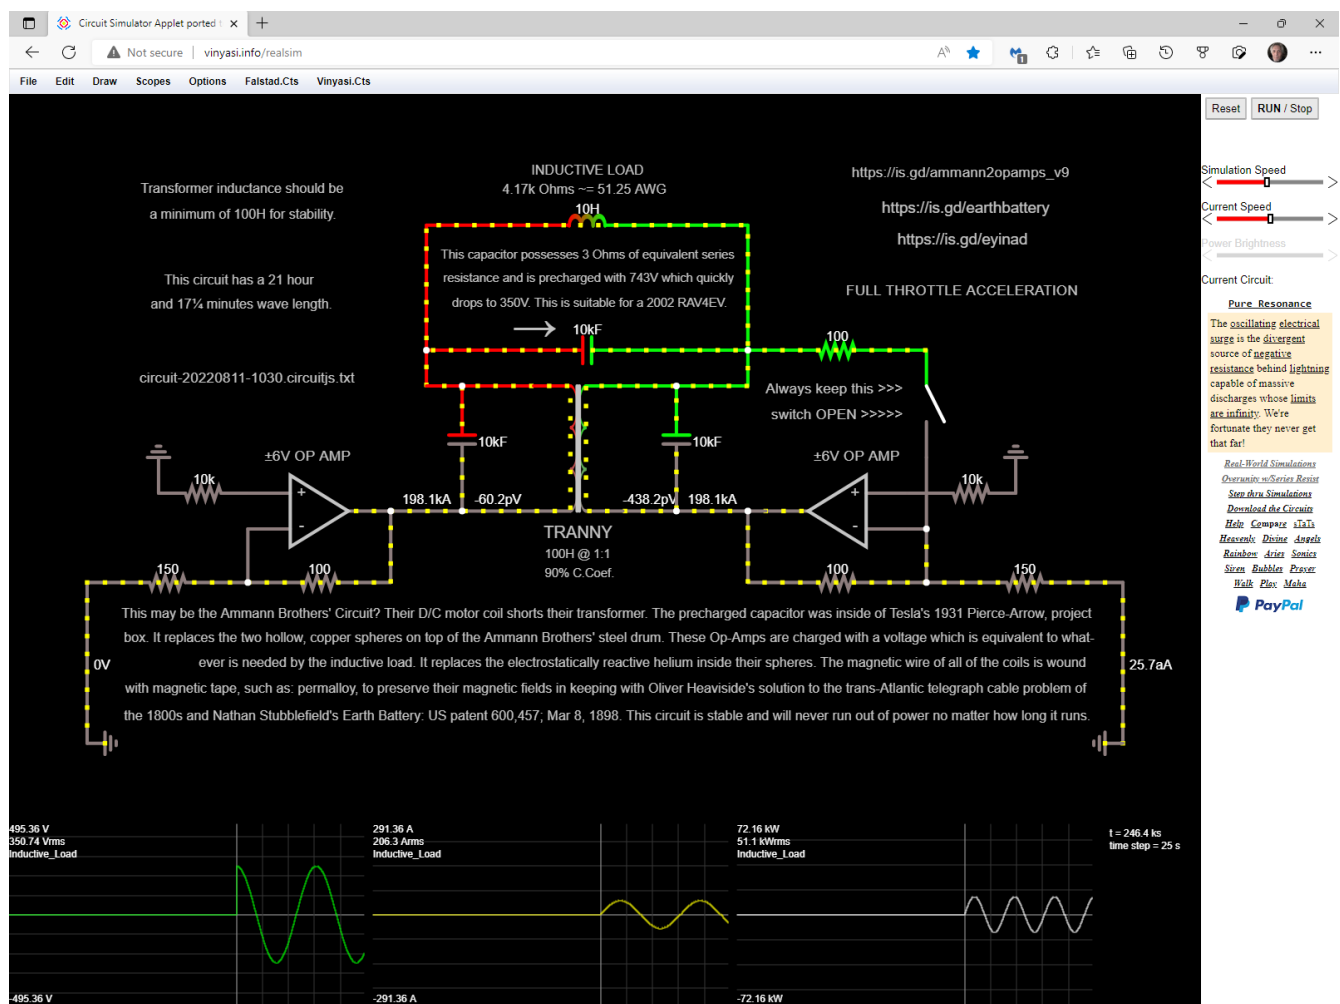 Circuit Simulator Applet ported t
Not secure
vinyasi.info/realsim
1
File Edit Draw Scopes Options Falstad.Cts Vinyasi.Cts
Reset RUN / Stop
Simulation Speed
Current Speed
Power Brightness
Current Circuit:
Pure Resonance
The oscillating electrical
surge is the divergent
source of negative
resistance behind lightning
capable of massive
discharges whose limits
are infinity. We're
fortunate they never get
that far!
Real-World Simulations
Overunity w/Series Resist
Step thru Simulations
Download the Circuits
Help Compare sTaTs
Heavenly Divine Angels
Rainbow Aries Sonics
Siren Bubbles Prayer
Walk Play Maha
PayPal
INDUCTIVE LOAD
4.17k Ohms ~= 51.25 AWG
10H
Transformer inductance should be
a minimum of 100H for stability.
https://is.gd/ammann2opamps_v9
https://is.gd/earthbattery
https://is.gd/eyinad
This capacitor possesses 3 Ohms of equivalent series
resistance and is precharged with 743V which quickly
drops to 350V. This is suitable for a 2002 RAV4EV.
This circuit has a 21 hour
and 17¼ minutes wave length.
FULL THROTTLE ACCELERATION
10kF
100
circuit-20220811-1030.circuitjs.txt
Always keep this >>>
switch OPEN >>>>>
10kF
10kF
±6V OP AMP
±6V OP AMP
10k
10k
+
-
+
-
198.1kA
-60.2pV
-438.2pV
198.1kA
TRANNY
100H @ 1:1
90% C.Coef.
150
100
100
150
This may be the Ammann Brothers' Circuit? Their D/C motor coil shorts their transformer. The precharged capacitor was inside of Tesla's 1931 Pierce-Arrow, project
box. It replaces the two hollow, copper spheres on top of the Ammann Brothers' steel drum. These Op-Amps are charged with a voltage which is equivalent to what-
ever is needed by the inductive load. It replaces the electrostatically reactive helium inside their spheres. The magnetic wire of all of the coils is wound
with magnetic tape, such as: permalloy, to preserve their magnetic fields in keeping with Oliver Heaviside's solution to the trans-Atlantic telegraph cable problem of
the 1800s and Nathan Stubblefield's Earth Battery: US patent 600,457; Mar 8, 1898. This circuit is stable and will never run out of power no matter how long it runs.
0V
25.7aA
495.36 V
350.74 Vrms
Inductive_Load
-495.36 V
291.36 A
206.3 Arms
Inductive_Load
-291.36 A
72.16 kW
51.1 kWrms
Inductive_Load
-72.16 kW
t = 246.4 ks
time step = 25 s